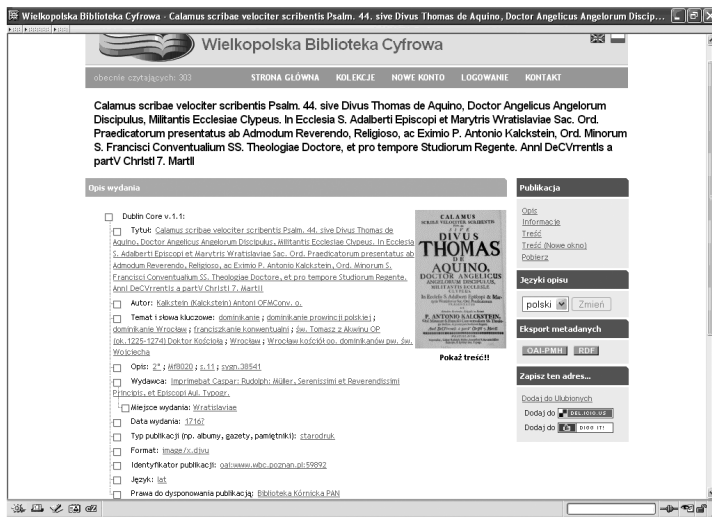 Wielkopolska Biblioteka Cyfrowa - Calamus scribae velociter scribentis Psalm. 44. sive Divus Thomas de Aquino, Doctor Angelicus Angelorum Discip...
Wielkopolska Biblioteka Cyfrowa
obecnie czytających: 303 STRONA GŁÓWNA KOLEKCJE NOWE KONTO LOGOWANIE KONTAKT
Calamus scribae velociter scribentis Psalm. 44. sive Divus Thomas de Aquino, Doctor Angelicus Angelorum
Discipulus, Militantis Ecclesiae Clypeus. In Ecclesia S. Adalberti Episcopi et Marytris Wratislaviae Sac. Ord.
Praedicatorum presentatus ab Admodum Reverendo, Religioso, ac Eximio P. Antonio Kalckstein, Ord. Minorum
S. Francisci Conventualium SS. Theologiae Doctore, et pro tempore Studiorum Regente. AnnI DeCVrrentIs a
partV ChrIstI 7. MartII
Opis wydania
Dublin Core v.1.1:
Tytuł: Calamus scribae velociter scribentis Psalm. 44. sive Divus Thomas de
Aquino, Doctor Angelicus Angelorum Discipulus, Militantis Ecclesiae Clypeus. In Ecclesia
S. Adalberti Episcopi et Marytris Wratislaviae Sac. Ord. Praedicatorum presentatus ab
Admodum Reverendo, Religioso, ac Eximio P. Antonio Kalckstein, Ord. Minorum S.
Francisci Conventualium SS. Theologiae Doctore, et pro tempore Studiorum Regente.
AnnI DeCVrrentIs a partV ChrIstI 7. MartII
Autor: Kalkstein (Kalckstein) Antoni OFMConv. o.
Temat i słowa kluczowe: dominikanie ; dominikanie prowincji polskiej ;
dominikanie Wrocław ; franciszkanie konwentualni ; św. Tomasz z Akwinu OP
(ok.1225-1274) Doktor Kościoła ; Wrocław ; Wrocław kościół oo. dominikanów pw. św.
Wojciecha
Opis: 2° ; Mf8020 ; s.11 ; sygn.38541
Wydawca: Imprimebat Caspar: Rudolph: Müller, Serenissimi et Reverendissimi
Principis, et Episcopi Aul. Typogr.
Miejsce wydania: Wratislaviae
Data wydania: 1716?
Typ publikacji (np. albumy, gazety, pamiętniki): starodruk
Format: image/x.djvu
Identyfikator publikacji: oai:www.wbc.poznan.pl:59892
Język: lat
Prawa do dysponowania publikacją: Biblioteka Kórnicka PAN
CALAMUS
SCRIBÆ VELOCITER SCRIBENTIS
SIVE
DIVUS
THOMAS
DE
AQUINO,
DOCTOR ANGELICUS
ANGELORUM DISCIPULUS,
MILITANTIS ECCLESIÆ
CLYPEUS.
P. ANTONIO KALCKSTEIN,
Pokaż treść!!
Publikacja
Opis
Informacje
Treść
Treść (Nowe okno)
Pobierz
Języki opisu
polski Zmień
Eksport metadanych
OAI-PMH RDF
Zapisz ten adres...
Dodaj do Ulubionych
Dodaj do DEL.ICIO.US
Dodaj do DIGG IT!